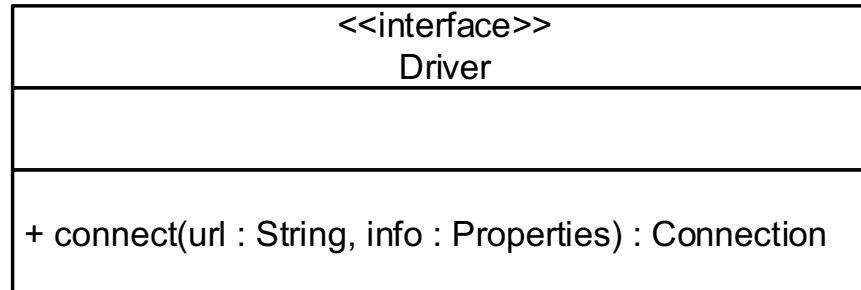 <<interface>>
Driver
+ connect(url : String, info : Properties) : Connection